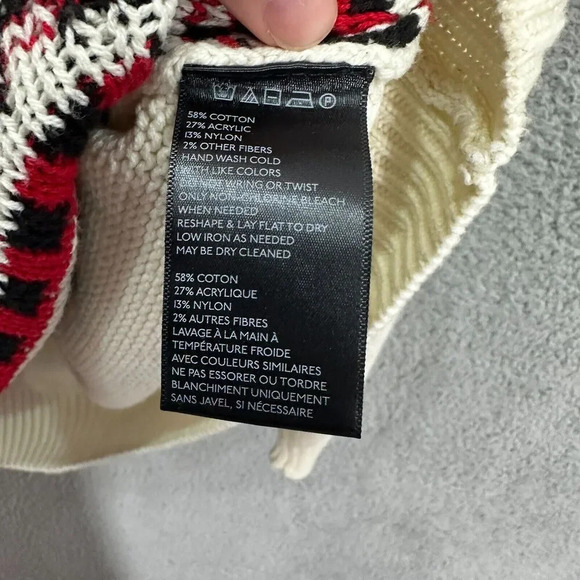 58% COTTON
27% ACRYLIC
13% NYLON
2% OTHER FIBERS
HAND WASH COLD
WITH LIKE COLORS
DO NOT WRING OR TWIST
ONLY NON-CHLORINE BLEACH
WHEN NEEDED
RESHAPE & LAY FLAT TO DRY
LOW IRON AS NEEDED
MAY BE DRY CLEANED
58% COTON
27% ACRYLIQUE
13% NYLON
2% AUTRES FIBRES
LAVAGE À LA MAIN À
TEMPÉRATURE FROIDE
AVEC COULEURS SIMILAIRES
NE PAS ESSORER OU TORDRE
BLANCHIMENT UNIQUEMENT
SANS JAVEL, SI NÉCESSAIRE